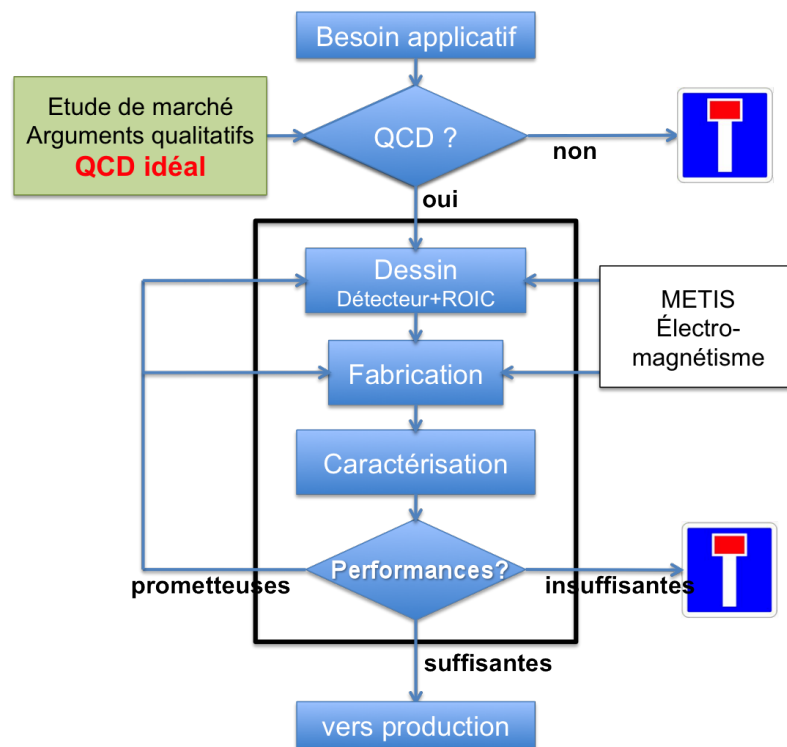 Besoin applicatif
Etude de marché
Arguments qualitatifs
QCD idéal
QCD ?
non
oui
Dessin
Détecteur+ROIC
METIS
Électro-
magnétisme
Fabrication
Caractérisation
Performances?
prometteuses
insuffisantes
suffisantes
vers production